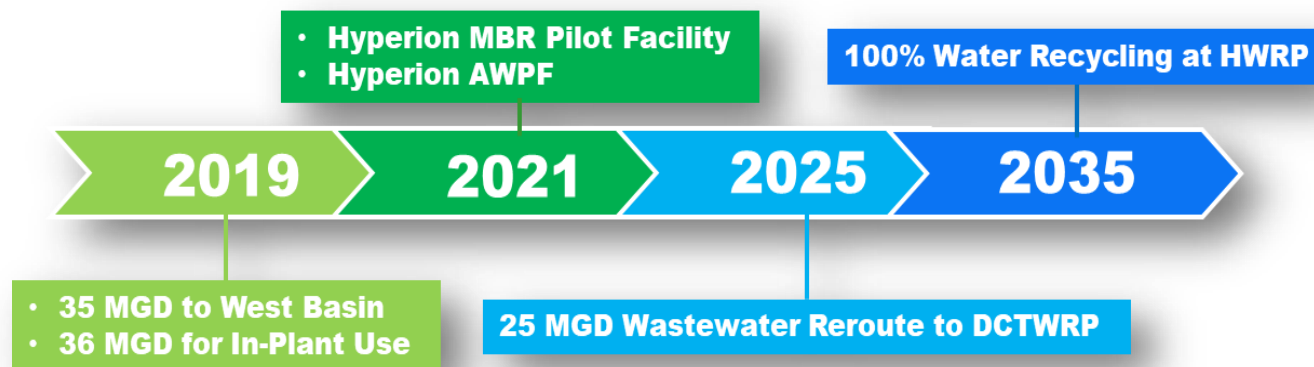 • Hyperion MBR Pilot Facility
• Hyperion AWPF
100% Water Recycling at HWRP
2019
2021
2025
2035
• 35 MGD to West Basin
• 36 MGD for In-Plant Use
25 MGD Wastewater Reroute to DCTWRP